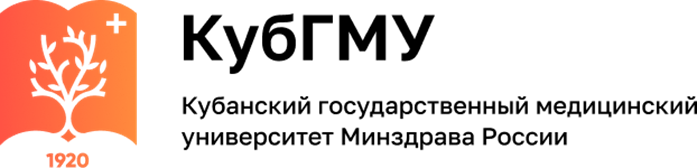 КубГМУ
Кубанский государственный медицинский
университет Минздрава России
1920